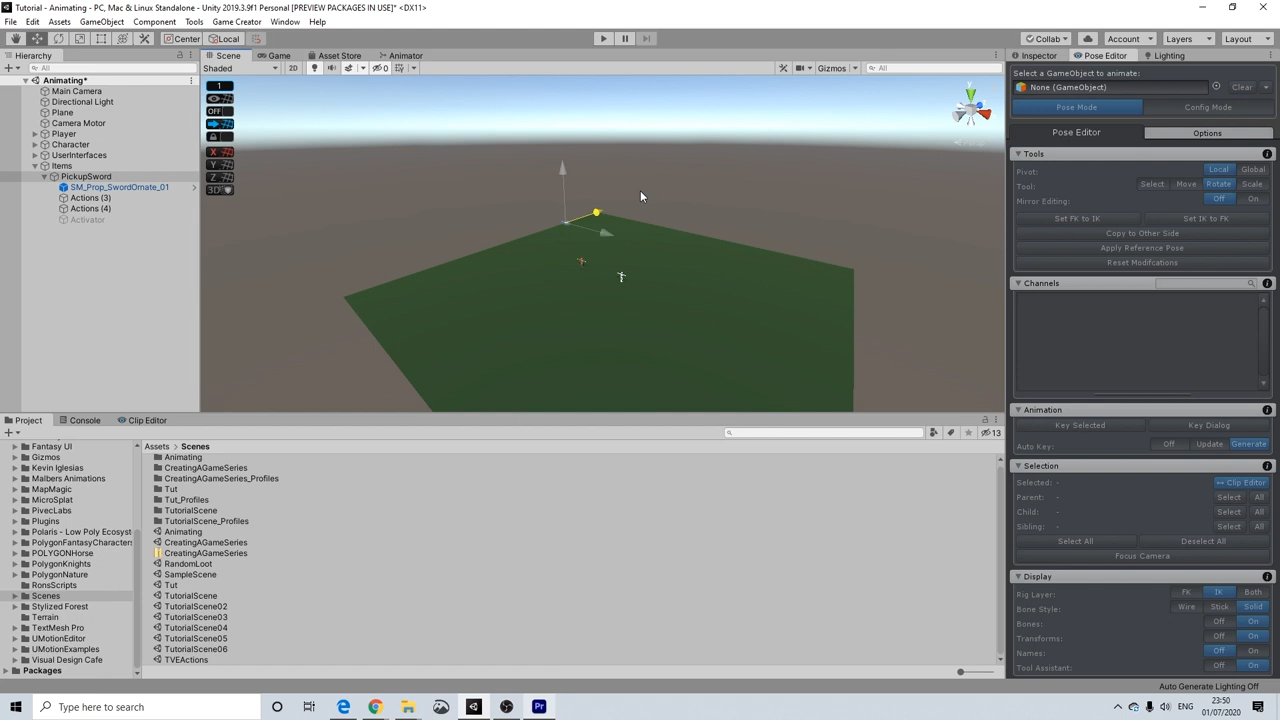 Tutorial - Animating - PC, Mac & Linux Standalone - Unity 2019.3.9f1 Personal [PREVIEW PACKAGES IN USE]* <DX11>
File Edit Assets GameObject Component Tools Game Creator Window Help
Center Local Collab Account Layers Layout
Hierarchy Scene Game Asset Store Animator Inspector Pose Editor Lighting
All Shaded 2D 0 Gizmos All
Select a GameObject to animate:
None (GameObject) Clear
Pose Mode Config Mode
Pose Editor Options
Animating*
Main Camera
Directional Light
Plane
Camera Motor
Player
Character
UserInterfaces
Items
PickupSword
SM_Prop_SwordOrnate_01
Actions (3)
Actions (4)
Activator
1
OFF
X
Y
Z
3D
Tools
Pivot: Local Global
Tool: Select Move Rotate Scale
Mirror Editing: Off On
Set FK to IK Set IK to FK
Copy to Other Side
Apply Reference Pose
Reset Modifcations
Channels
Animation
Key Selected Key Dialog
Auto Key: Off Update Generate
Selection
Selected: - Clip Editor
Parent: - Select All
Child: - Select All
Sibling: - Select All
Select All Deselect All
Focus Camera
Display
Rig Layer: FK IK Both
Bone Style: Wire Stick Solid
Bones: Off On
Transforms: Off On
Names: Off On
Tool Assistant: Off On
Project Console Clip Editor
13
Fantasy UI
Gizmos
Kevin Iglesias
Malbers Animations
MapMagic
MicroSplat
PivecLabs
Plugins
Polaris - Low Poly Ecosyst
PolygonFantasyCharacters
POLYGONHorse
PolygonKnights
PolygonNature
RonsScripts
Scenes
Stylized Forest
Terrain
TextMesh Pro
UMotionEditor
UMotionExamples
Visual Design Cafe
Packages
Assets > Scenes
Animating
CreatingAGameSeries
CreatingAGameSeries_Profiles
Tut
Tut_Profiles
TutorialScene
TutorialScene_Profiles
Animating
CreatingAGameSeries
CreatingAGameSeries
RandomLoot
SampleScene
Tut
TutorialScene
TutorialScene02
TutorialScene03
TutorialScene04
TutorialScene05
TutorialScene06
TVEActions
Auto Generate Lighting Off
Type here to search
ENG
23:50
01/07/2020